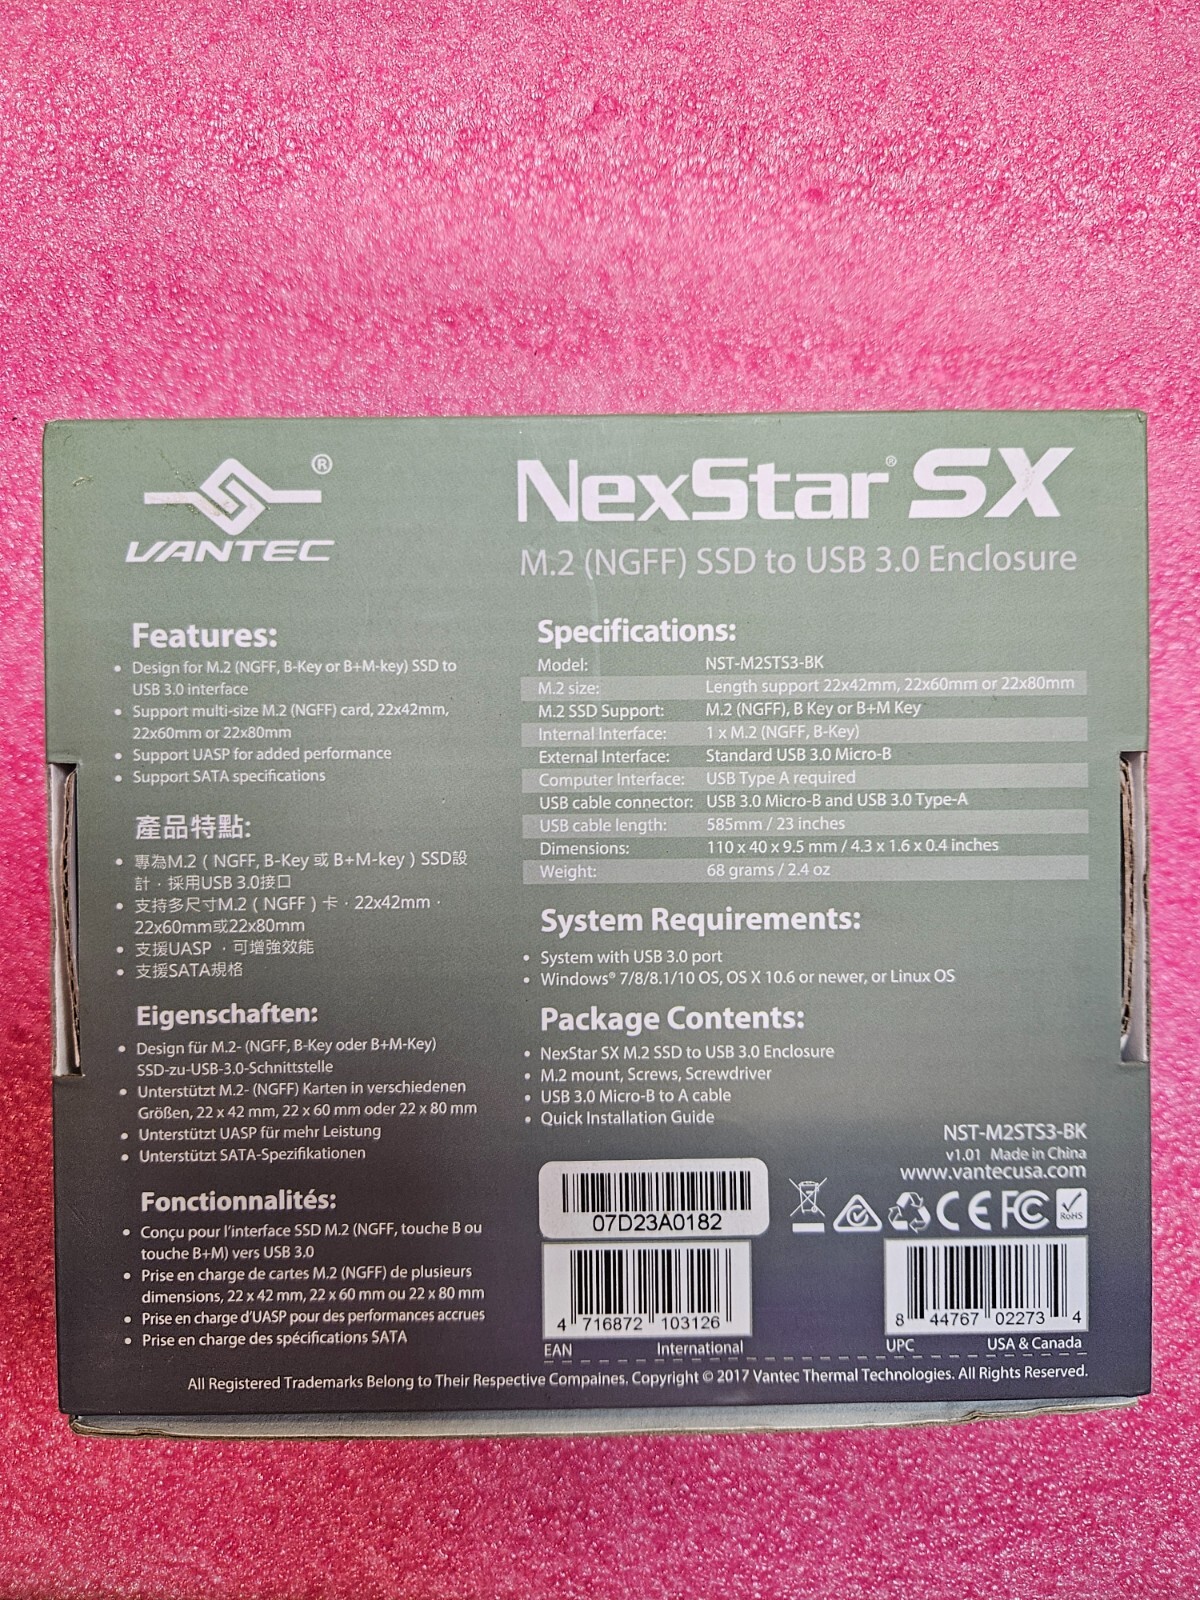 VANTEC
®
NexStar® SX
M.2 (NGFF) SSD to USB 3.0 Enclosure
Features:
• Design for M.2 (NGFF, B-Key or B+M-key) SSD to
USB 3.0 interface
• Support multi-size M.2 (NGFF) card, 22x42mm,
22x60mm or 22x80mm
• Support UASP for added performance
• Support SATA specifications
產品特點:
• 專為M.2 ( NGFF, B-Key 或 B+M-key ) SSD設
計，採用USB 3.0接口
• 支持多尺寸M.2 ( NGFF ) 卡，22x42mm，
22x60mm或22x80mm
• 支援UASP ，可增強效能
• 支援SATA規格
Eigenschaften:
• Design für M.2- (NGFF, B-Key oder B+M-Key)
SSD-zu-USB-3.0-Schnittstelle
• Unterstützt M.2- (NGFF) Karten in verschiedenen
Größen, 22 x 42 mm, 22 x 60 mm oder 22 x 80 mm
• Unterstützt UASP für mehr Leistung
• Unterstützt SATA-Spezifikationen
Fonctionnalités:
• Conçu pour l'interface SSD M.2 (NGFF, touche B ou
touche B+M) vers USB 3.0
• Prise en charge de cartes M.2 (NGFF) de plusieurs
dimensions, 22 x 42 mm, 22 x 60 mm ou 22 x 80 mm
• Prise en charge d'UASP pour des performances accrues
• Prise en charge des spécifications SATA
Specifications:
Model: NST-M2STS3-BK
M.2 size: Length support 22x42mm, 22x60mm or 22x80mm
M.2 SSD Support: M.2 (NGFF), B Key or B+M Key
Internal Interface: 1 x M.2 (NGFF, B-Key)
External Interface: Standard USB 3.0 Micro-B
Computer Interface: USB Type A required
USB cable connector: USB 3.0 Micro-B and USB 3.0 Type-A
USB cable length: 585mm / 23 inches
Dimensions: 110 x 40 x 9.5 mm / 4.3 x 1.6 x 0.4 inches
Weight: 68 grams / 2.4 oz
System Requirements:
• System with USB 3.0 port
• Windows® 7/8/8.1/10 OS, OS X 10.6 or newer, or Linux OS
Package Contents:
• NexStar SX M.2 SSD to USB 3.0 Enclosure
• M.2 mount, Screws, Screwdriver
• USB 3.0 Micro-B to A cable
• Quick Installation Guide
NST-M2STS3-BK
v1.01 Made in China
www.vantecusa.com
07D23A0182
CE FC RoHS
4 716872 103126
EAN International
8 44767 02273 4
UPC USA & Canada
All Registered Trademarks Belong to Their Respective Compaines. Copyright © 2017 Vantec Thermal Technologies. All Rights Reserved.